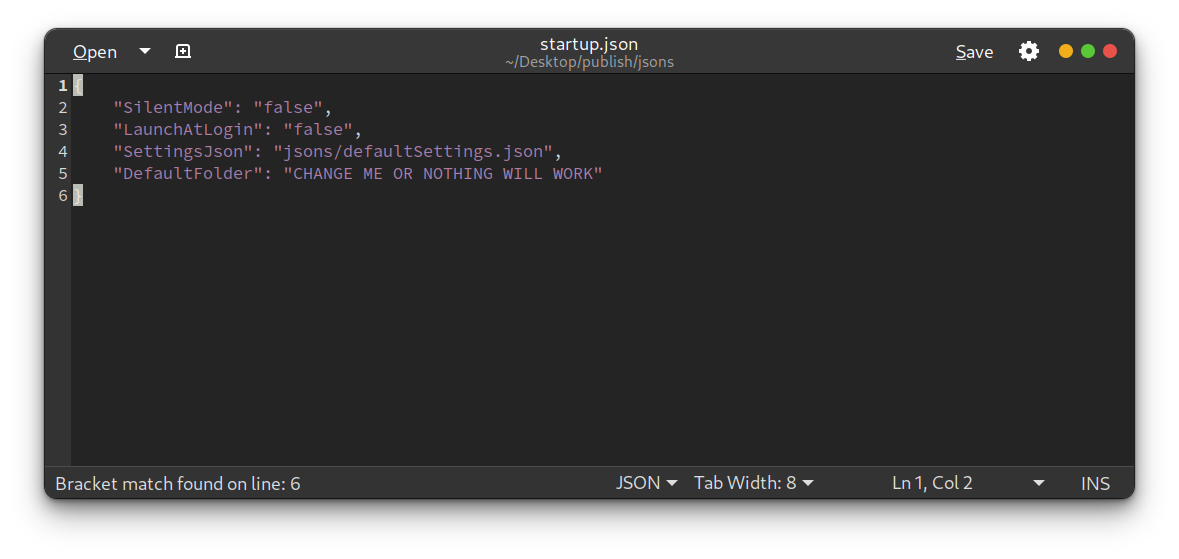 Open
startup.json
~/Desktop/publish/jsons
Save
1 {
2     "SilentMode": "false",
3     "LaunchAtLogin": "false",
4     "SettingsJson": "jsons/defaultSettings.json",
5     "DefaultFolder": "CHANGE ME OR NOTHING WILL WORK"
6 }
Bracket match found on line: 6 JSON Tab Width: 8 Ln 1, Col 2 INS